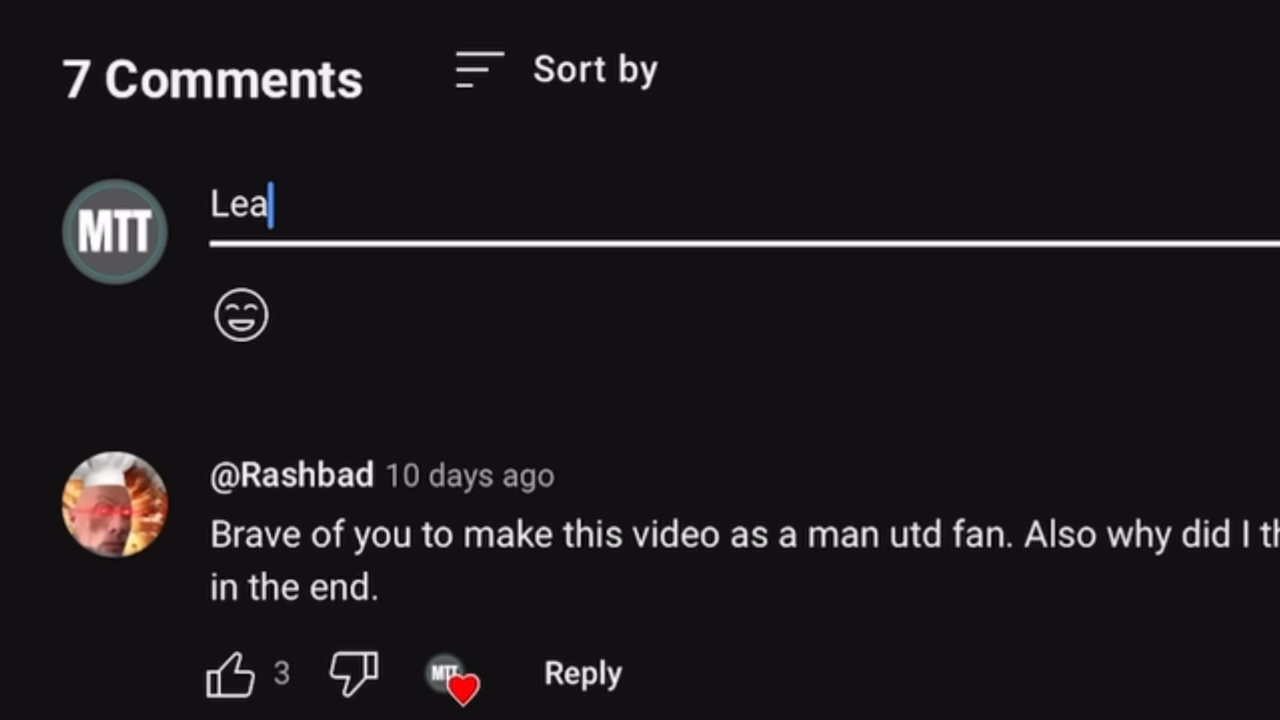 7 Comments
Sort by
MTT
Lea
@Rashbad 10 days ago
Brave of you to make this video as a man utd fan. Also why did I
in the end.
3
MTT
Reply